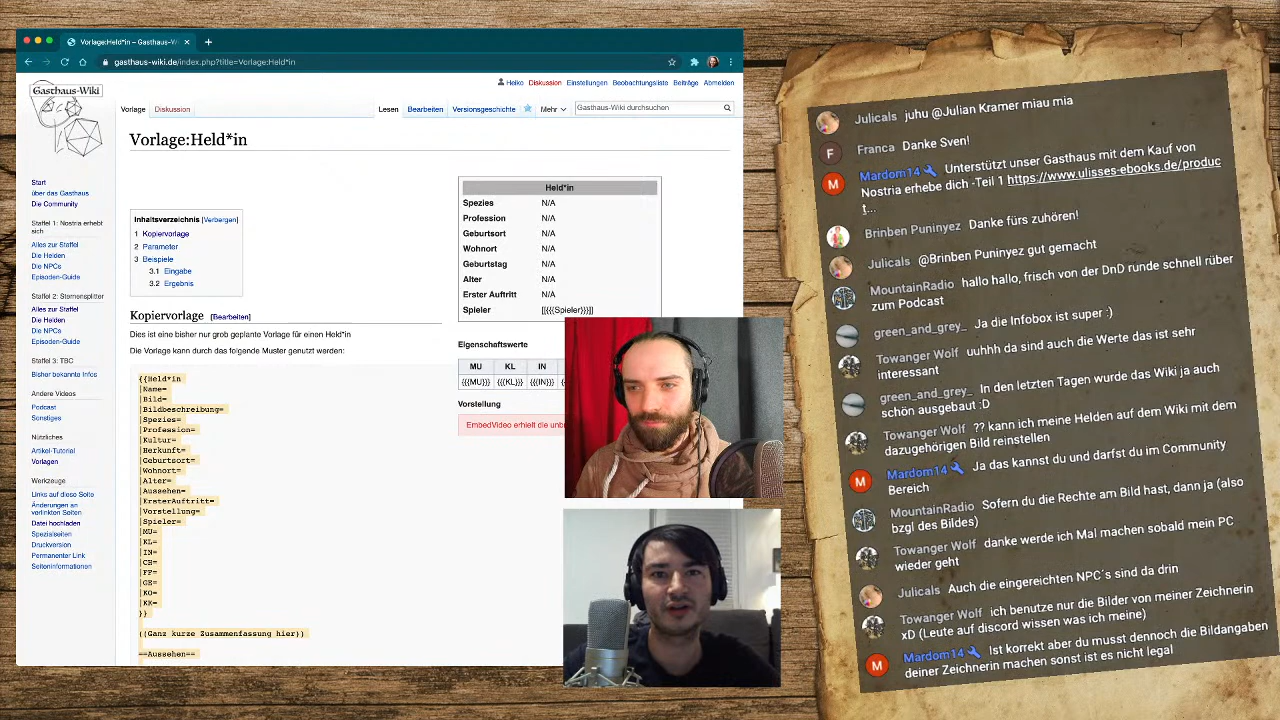 Vorlage:Held*in – Gasthaus-Wi
gasthaus-wiki.de/index.php?title=Vorlage:Held*in
Gasthaus-Wiki
Heiko Diskussion Einstellungen Beobachtungsliste Beiträge Abmelden
Vorlage Diskussion Lesen Bearbeiten Versionsgeschichte Mehr Gasthaus-Wiki durchsuchen
Vorlage:Held*in
Start
über das Gasthaus
Die Community
Staffel 1: Nostria erhebt
sich
Alles zur Staffel
Die Helden
Die NPCs
Episoden-Guide
Staffel 2: Sternensplitter
Alles zur Staffel
Die Helden
Die NPCs
Episoden-Guide
Staffel 3: TBC
Bisher bekannte Infos
Andere Videos
Podcast
Sonstiges
Nützliches
Artikel-Tutorial
Vorlagen
Werkzeuge
Links auf diese Seite
Änderungen an
verlinkten Seiten
Datei hochladen
Spezialseiten
Druckversion
Permanenter Link
Seiteninformationen
Inhaltsverzeichnis [Verbergen]
1 Kopiervorlage
2 Parameter
3 Beispiele
3.1 Eingabe
3.2 Ergebnis
Kopiervorlage [Bearbeiten]
Dies ist eine bisher nur grob geplante Vorlage für einen Held*in
Die Vorlage kann durch das folgende Muster genutzt werden:
{{Held*in
|Name=
|Bild=
|Bildbeschreibung=
|Spezies=
|Profession=
|Kultur=
|Herkunft=
|Geburtsort=
|Wohnort=
|Alter=
|Aussehen=
|ErsterAuftritt=
|Vorstellung=
|Spieler=
|MU=
|KL=
|IN=
|CH=
|FF=
|GE=
|KO=
|KK=
}}
((Ganz kurze Zusammenfassung hier))
==Aussehen==
Held*in
Spezies N/A
Profession N/A
Geburtsort N/A
Wohnort N/A
Geburtstag N/A
Alter N/A
Erster Auftritt N/A
Spieler [[{{{Spieler}}}]]
Eigenschaftswerte
MU KL IN
{{{MU}}} {{{KL}}} {{{IN}}}
Vorstellung
EmbedVideo erhielt die unb
Julicals juhu @Julian Kramer miau mia
F Franca Danke Sven!
M Mardom14 Unterstützt unser Gasthaus mit dem Kauf von
Nostria erhebe dich -Teil 1 https://www.ulisses-ebooks.de/produc
t...
Brinben Puninyez Danke fürs zuhören!
Julicals @Brinben Puninyez gut gemacht
MountainRadio hallo hallo, frisch von der DnD runde schnell rüber
zum Podcast
green_and_grey_ Ja die Infobox ist super :)
Towanger Wolf uuhhh da sind auch die Werte das ist sehr
interessant
green_and_grey_ In den letzten Tagen wurde das Wiki ja auch
schön ausgebaut :D
Towanger Wolf ?? kann ich meine Helden auf dem Wiki mit dem
dazugehörigen Bild reinstellen
M Mardom14 Ja das kannst du und darfst du im Community
Bereich
MountainRadio Sofern du die Rechte am Bild hast, dann ja (also
bzgl des Bildes)
Towanger Wolf danke werde ich Mal machen sobald mein PC
wieder geht
Julicals Auch die eingereichten NPC´s sind da drin
Towanger Wolf ich benutze nur die Bilder von meiner Zeichnerin
xD (Leute auf discord wissen was ich meine)
M Mardom14 Ist korrekt aber du musst dennoch die Bildangaben
deiner Zeichnerin machen sonst ist es nicht legal